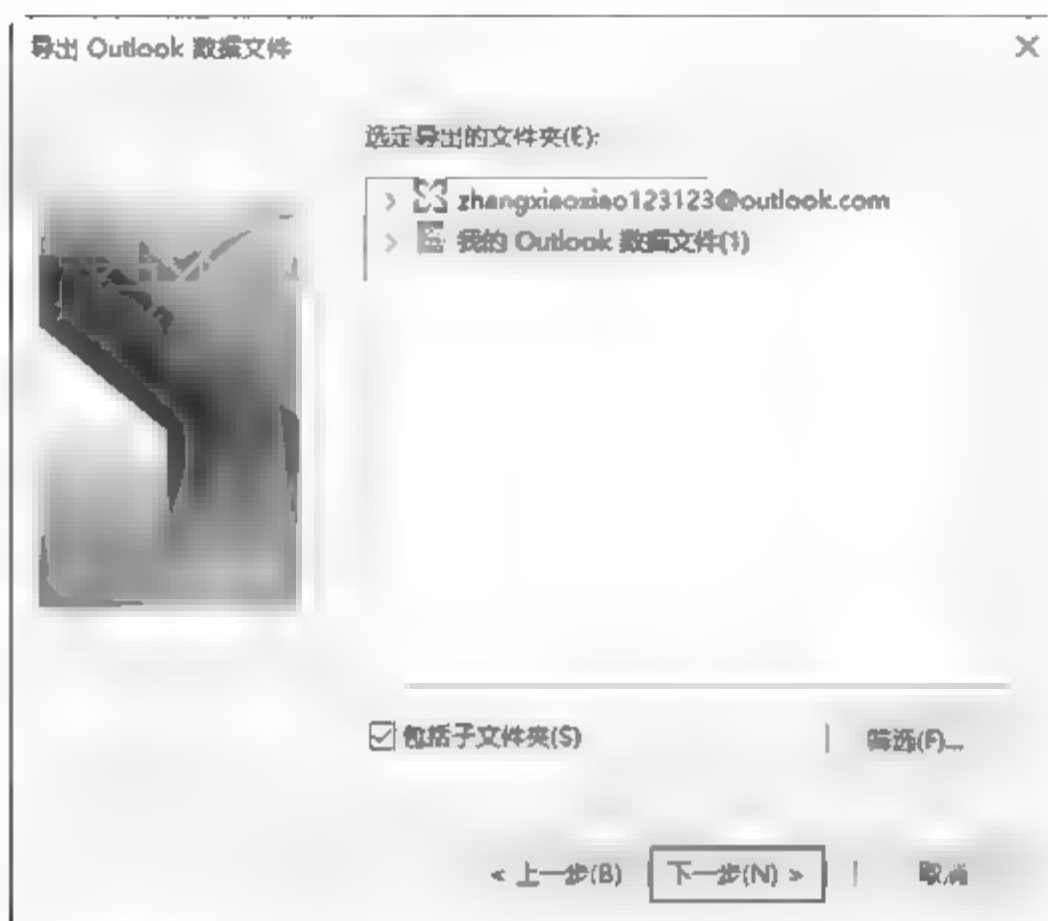 导出 Outlook 数据文件
选定导出的文件夹(E):
zhangxiaoxiao123123@outlook.com
我的 Outlook 数据文件(1)
包括子文件夹(S)
筛选(F)...
< 上一步(B)
下一步(N) >
取消